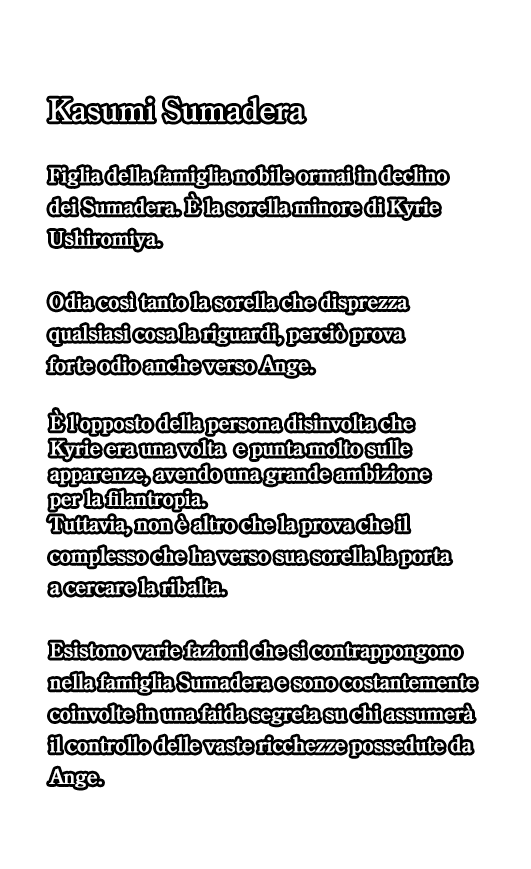 Kasumi Sumadera
Figlia della famiglia nobile ormai in declino
dei Sumadera. È la sorella minore di Kyrie
Ushiromiya.
Odia così tanto la sorella che disprezza
qualsiasi cosa la riguardi, perciò prova
forte odio anche verso Ange.
È l'opposto della persona disinvolta che
Kyrie era una volta  e punta molto sulle
apparenze, avendo una grande ambizione
per la filantropia.
Tuttavia, non è altro che la prova che il
complesso che ha verso sua sorella la porta
a cercare la ribalta.
Esistono varie fazioni che si contrappongono
nella famiglia Sumadera e sono costantemente
coinvolte in una faida segreta su chi assumerà
il controllo delle vaste ricchezze possedute da
Ange.